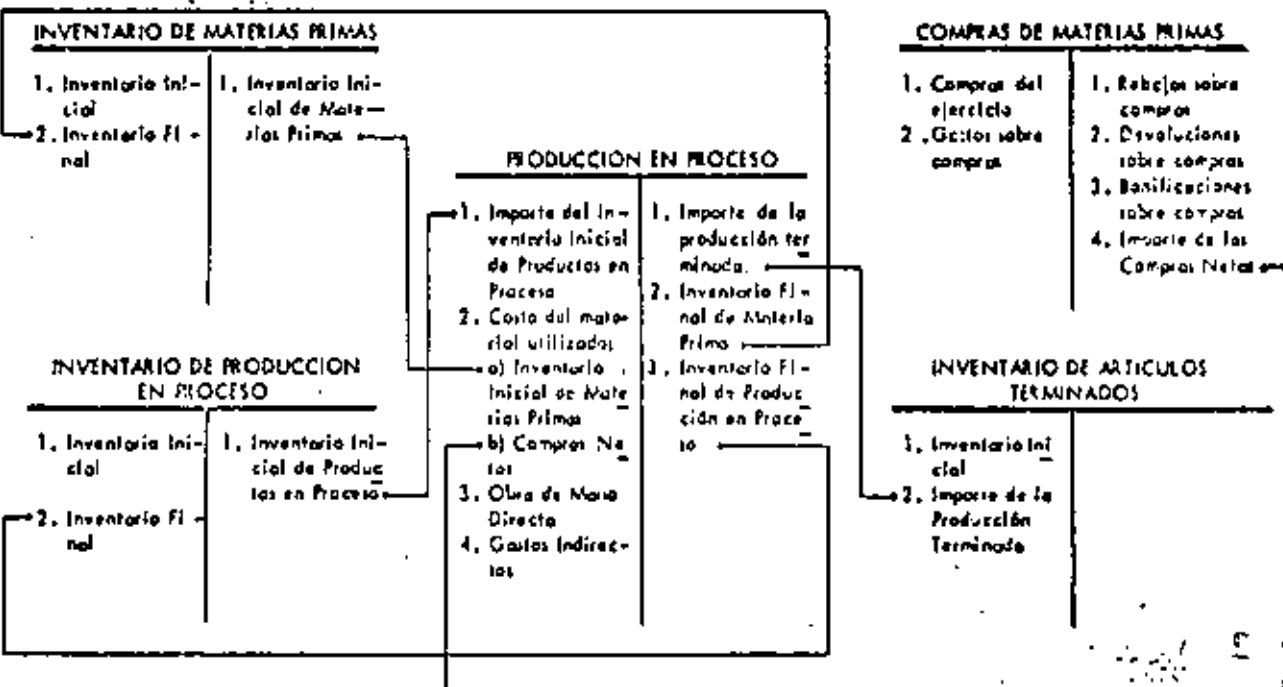 INVENTARIO DE MATERIAS PRIMAS
1. Inventario Ini-
cial
2. Inventario Fi -
nal
1. Inventario Ini-
cial de Mate-
rias Primas
COMPRAS DE MATERIAS PRIMAS
1. Compras del
ejercicio
2. Gastos sobre
compras
1. Rebajas sobre
compras
2. Devoluciones
sobre compras
3. Bonificaciones
sobre compras
4. Importe de las
Compras Netas
PRODUCCION EN PROCESO
1. Importe del In-
ventario Inicial
de Productos en
Proceso
2. Costo del mate-
rial utilizado:
a) Inventario
Inicial de Mate
rias Primas
b) Compras Ne
tas
3. Obra de Mano
Directa
4. Gastos Indirec-
tos
1. Importe de la
producción ter
minada.
2. Inventario Fi-
nal de Materia
Prima
3. Inventario Fi-
nal de Produc
ción en Proce
so
INVENTARIO DE PRODUCCION
EN PROCESO
1. Inventario Ini-
cial
2. Inventario Fi -
nal
1. Inventario Ini-
cial de Produc
tos en Proceso
INVENTARIO DE ARTICULOS
TERMINADOS
1. Inventario Ini
cial
2. Importe de la
Producción
Terminada